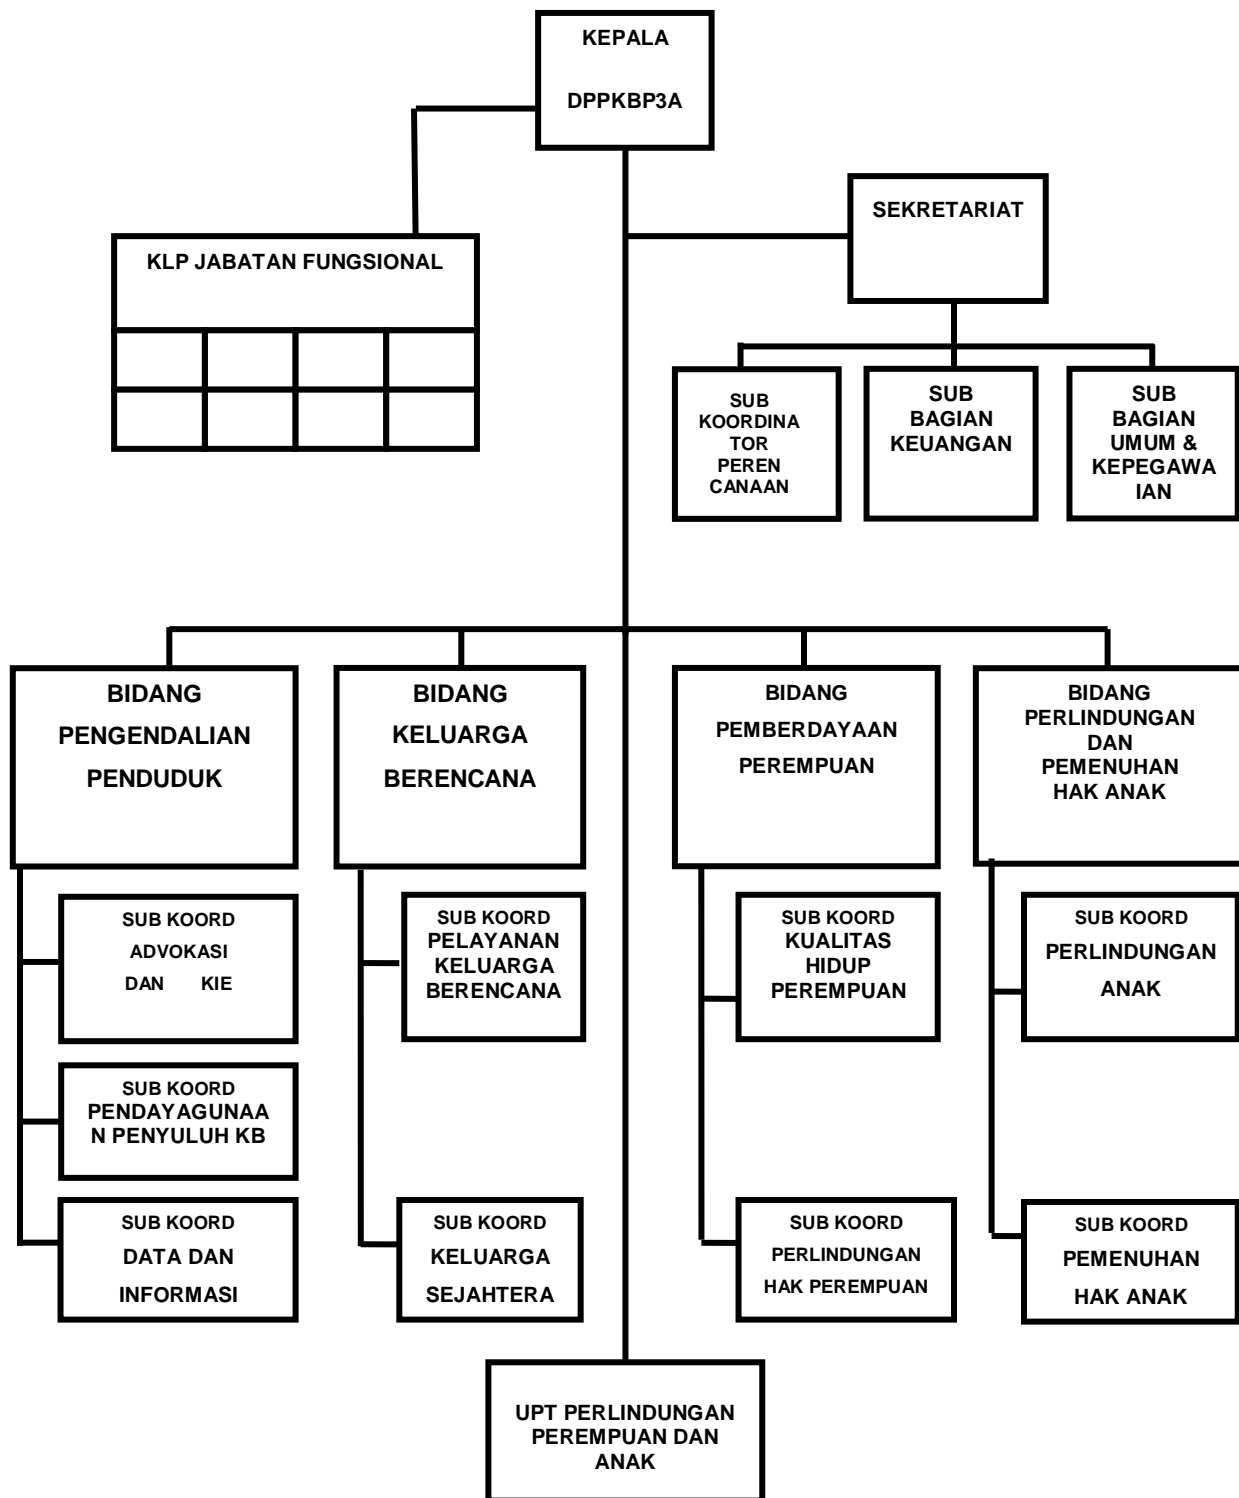 KEPALA
DPPKBP3A
SEKRETARIAT
KLP JABATAN FUNGSIONAL
SUB
KOORDINA
TOR
PEREN
CANAAN
SUB
BAGIAN
KEUANGAN
SUB
BAGIAN
UMUM &
KEPEGAWA
IAN
BIDANG
PENGENDALIAN
PENDUDUK
BIDANG
KELUARGA
BERENCANA
BIDANG
PEMBERDAYAAN
PEREMPUAN
BIDANG
PERLINDUNGAN
DAN
PEMENUHAN
HAK ANAK
SUB KOORD
ADVOKASI
DAN KIE
SUB KOORD
PELAYANAN
KELUARGA
BERENCANA
SUB KOORD
KUALITAS
HIDUP
PEREMPUAN
SUB KOORD
PERLINDUNGAN
ANAK
SUB KOORD
PENDAYAGUNAA
N PENYULUH KB
SUB KOORD
DATA DAN
INFORMASI
SUB KOORD
KELUARGA
SEJAHTERA
SUB KOORD
PERLINDUNGAN
HAK PEREMPUAN
SUB KOORD
PEMENUHAN
HAK ANAK
UPT PERLINDUNGAN
PEREMPUAN DAN
ANAK